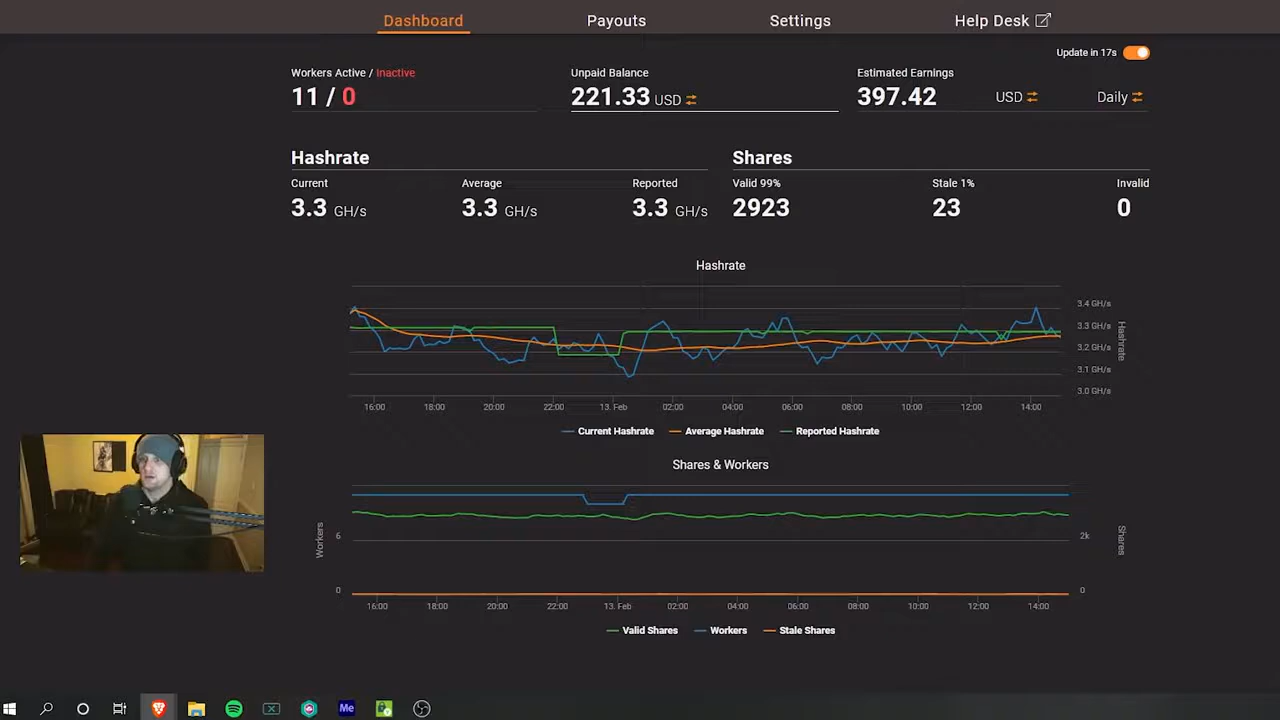 Dashboard Payouts Settings Help Desk
Update in 17s
Workers Active / Inactive Unpaid Balance Estimated Earnings
11 / 0 221.33 USD 397.42 USD Daily
Hashrate Shares
Current Average Reported Valid 99% Stale 1% Invalid
3.3 GH/s 3.3 GH/s 3.3 GH/s 2923 23 0
Hashrate
3.4 GH/s
3.3 GH/s
3.2 GH/s
3.1 GH/s
3.0 GH/s
Hashrate
16:00 18:00 20:00 22:00 13. Feb 02:00 04:00 06:00 08:00 10:00 12:00 14:00
Current Hashrate Average Hashrate Reported Hashrate
Shares & Workers
Workers
6 2k
0 0
Shares
16:00 18:00 20:00 22:00 13. Feb 02:00 04:00 06:00 08:00 10:00 12:00 14:00
Valid Shares Workers Stale Shares
Me